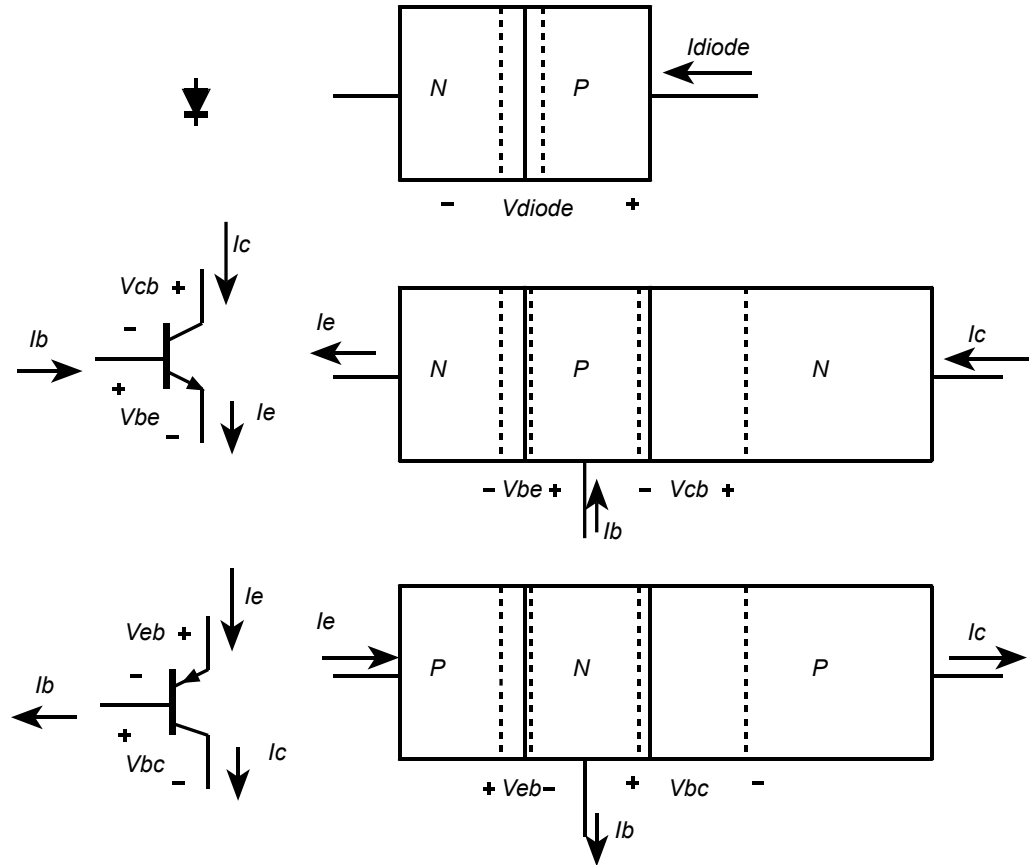 Idiode
N P
- Vdiode +
Ic
Vcb +
-
Ib
+
Vbe
-
Ie
Ie
N P N
Ic
- Vbe + - Vcb +
Ib
Ie
Veb +
-
Ib
+
Vbc
-
Ic
Ie
P N P
Ic
+ Veb - + Vbc -
Ib